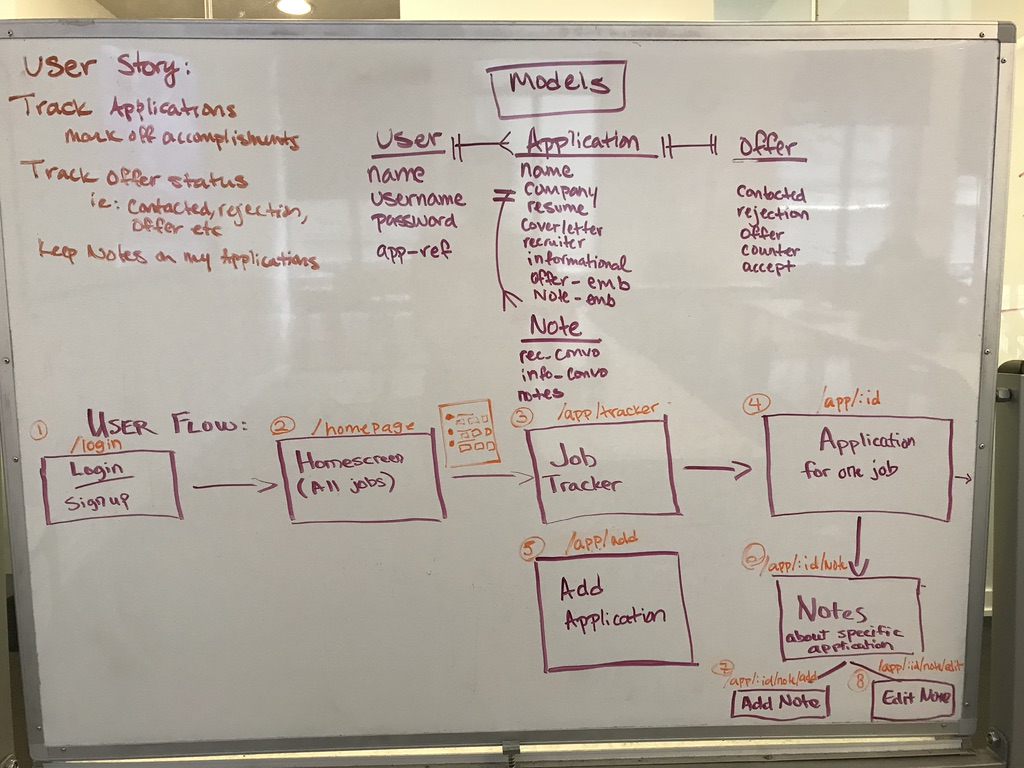 User Story:
Track Applications
mark off accomplishments
Track Offer status
ie: Contacted, rejection,
Offer etc
Keep Notes on my Applications
Models
User
name
username
password
app-ref
Application
name
company
resume
coverletter
recruiter
informational
offer-emb
Note-emb
Offer
Contacted
rejection
offer
counter
accept
Note
rec-convo
info-convo
notes
User Flow:
1
/login
Login
Signup
2
/homepage
Homescreen
(All jobs)
3
/app/tracker
Job
Tracker
4
/app/:id
Application
for one job
5
/app/add
Add
Application
6
/app/:id/note
Notes
about specific
application
7
/app/:id/note/add
Add Note
8
/app/:id/note/edit
Edit Note